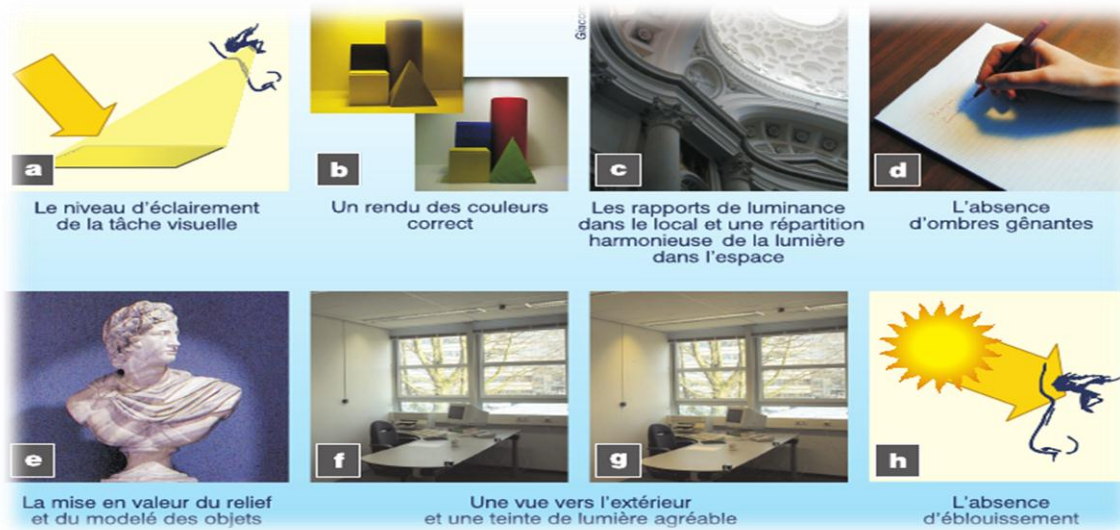 a
Le niveau d'éclairement
de la tâche visuelle
b
Un rendu des couleurs
correct
c
Les rapports de luminance
dans le local et une répartition
harmonieuse de la lumière
dans l'espace
d
L'absence
d'ombres gênantes
e
La mise en valeur du relief
et du modelé des objets
f
g
Une vue vers l'extérieur
et une teinte de lumière agréable
h
L'absence
d'éblouissement